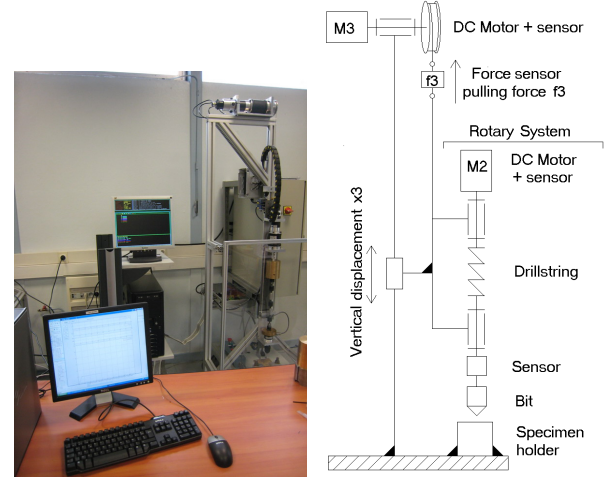 M3
DC Motor + sensor
f3
Force sensor
pulling force f3
Rotary System
M2
DC Motor
+ sensor
Vertical displacement x3
Drillstring
Sensor
Bit
Specimen
holder